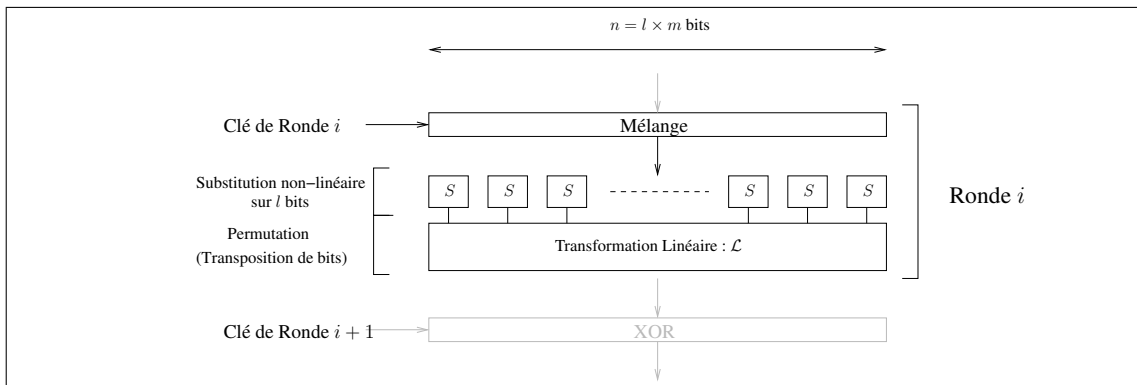 n = l × m bits
Clé de Ronde i
Mélange
Substitution non−linéaire
sur l bits
S S S S S S
Ronde i
Permutation
(Transposition de bits)
Transformation Linéaire : ℒ
Clé de Ronde i + 1
XOR